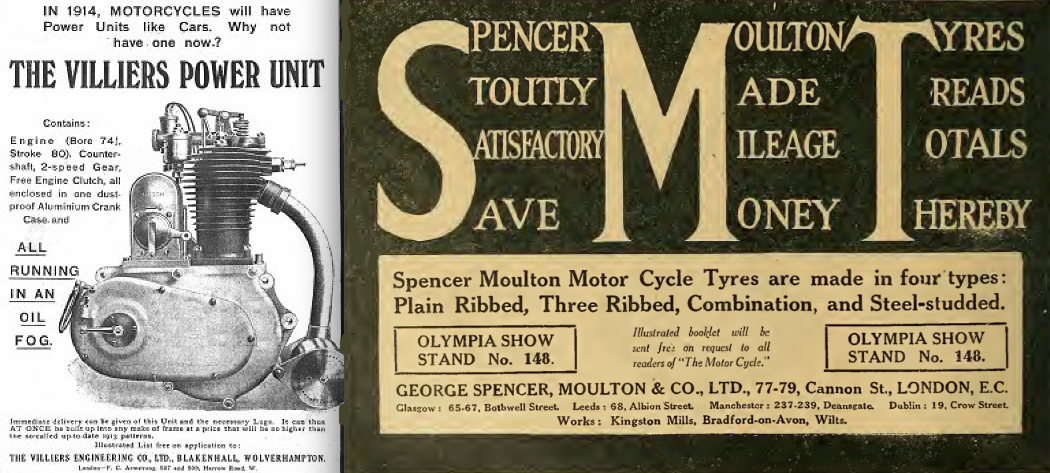 IN 1914, MOTORCYCLES will have
Power Units like Cars. Why not
have one now?
THE VILLIERS POWER UNIT
Contains:
Engine (Bore 74,
Stroke 80), Counter-
shaft, 2-speed Gear,
Free Engine Clutch, all
enclosed in one dust-
proof Aluminium Crank
Case and
ALL
RUNNING
IN AN
OIL
FOG.
Immediate delivery can be given of this Unit and the necessary Lugs. It can thus
AT ONCE be built up into any make of frame at a price that will be no higher than
the so-called up-to-date 1913 patterns.
Illustrated List free on application to:
THE VILLIERS ENGINEERING CO., LTD., BLAKENHALL, WOLVERHAMPTON.
London—F. C. Armstrong, 507 and 509, Harrow Road, W.
SPENCER MOULTON TYRES
STOUTLY MADE TREADS
SATISFACTORY MILEAGE TOTALS
SAVE MONEY THEREBY
Spencer Moulton Motor Cycle Tyres are made in four types:
Plain Ribbed, Three Ribbed, Combination, and Steel-studded.
OLYMPIA SHOW
STAND No. 148.
Illustrated booklet will be
sent free on request to all
readers of "The Motor Cycle."
OLYMPIA SHOW
STAND No. 148.
GEORGE SPENCER, MOULTON & CO., LTD., 77-79, Cannon St., LONDON, E.C.
Glasgow: 65-67, Bothwell Street. Leeds: 68, Albion Street. Manchester: 237-239, Deansgate. Dublin: 19, Crow Street.
Works: Kingston Mills, Bradford-on-Avon, Wilts.